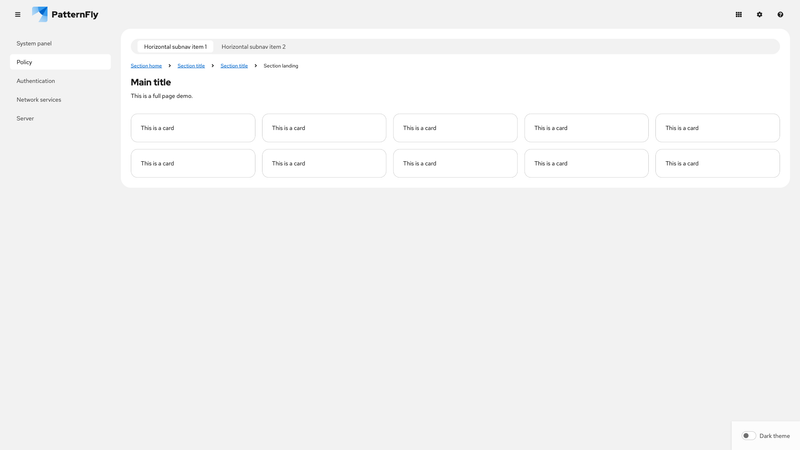 PatternFly
System panel
Policy
Authentication
Network services
Server
Horizontal subnav item 1 Horizontal subnav item 2
Section home Section title Section title Section landing
Main title
This is a full page demo.
This is a card This is a card This is a card This is a card This is a card
This is a card This is a card This is a card This is a card This is a card
Dark theme